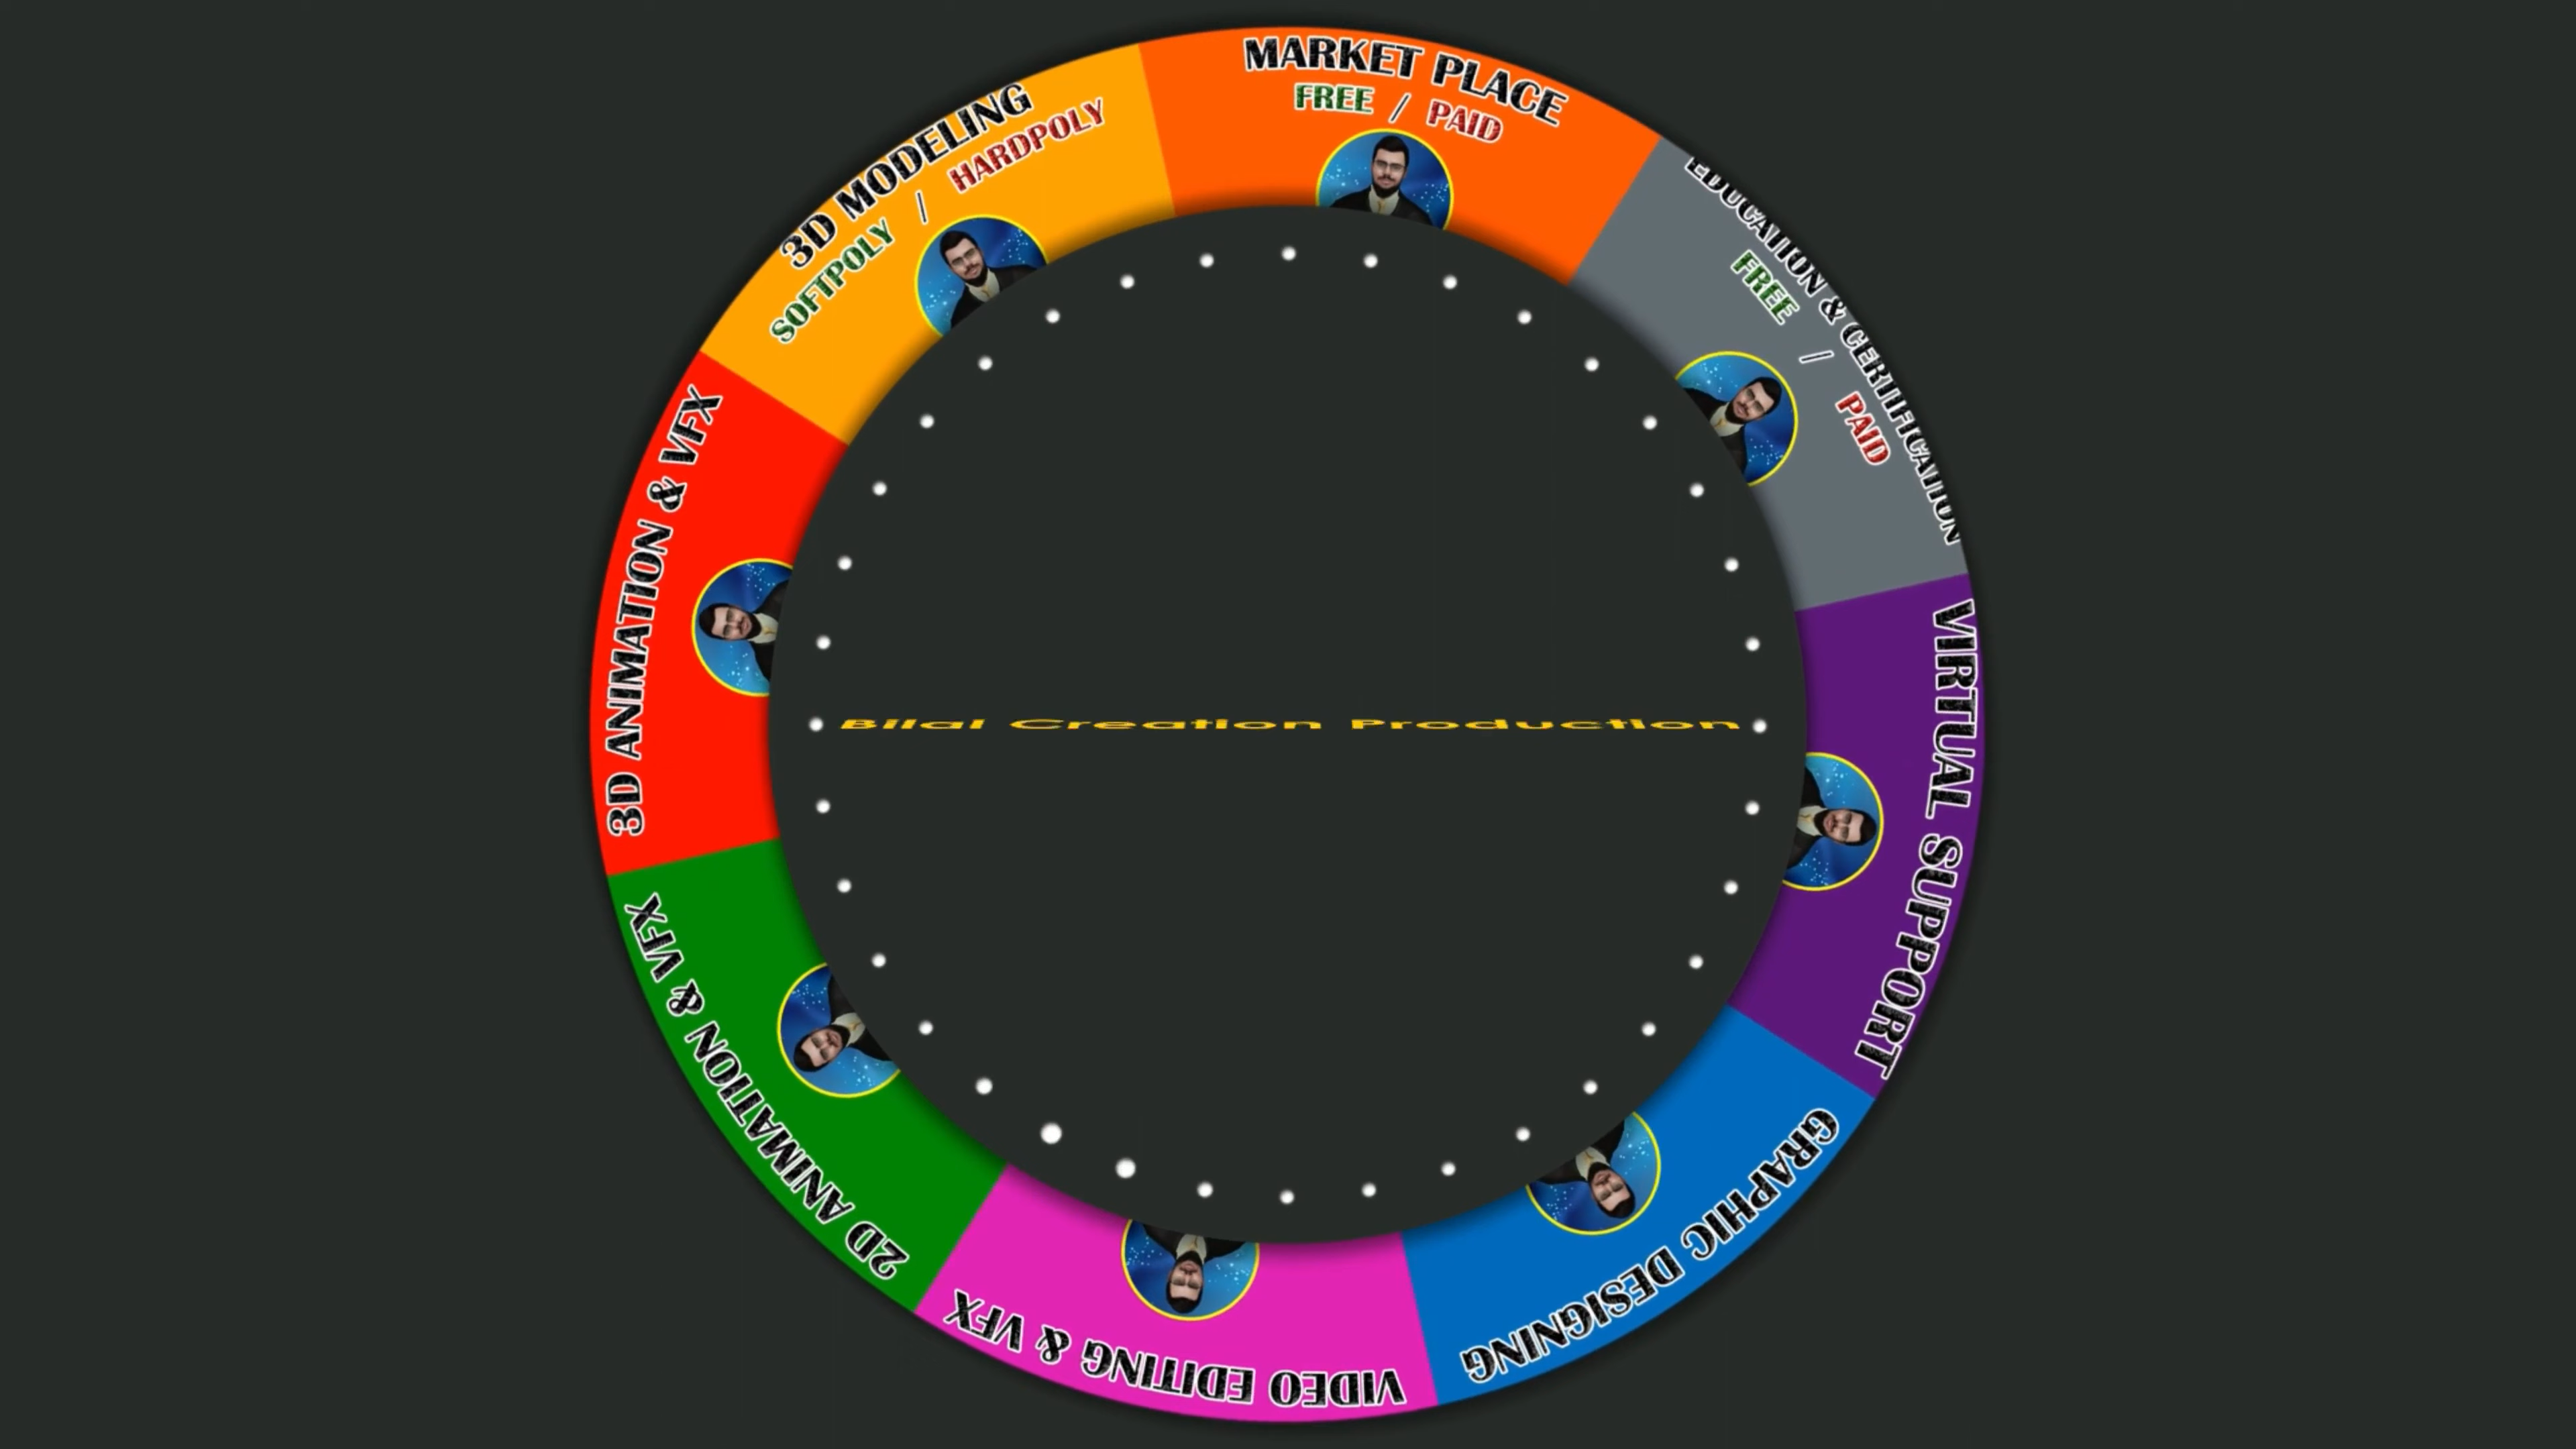 MARKET PLACE
FREE / PAID
EDUCATION & CERTIFICATION
FREE / PAID
VIRTUAL SUPPORT
GRAPHIC DESIGNING
VIDEO EDITING & VFX
2D ANIMATION & VFX
3D ANIMATION & VFX
3D MODELING
SOFTPOLY / HARDPOLY
Bilal Creation Production